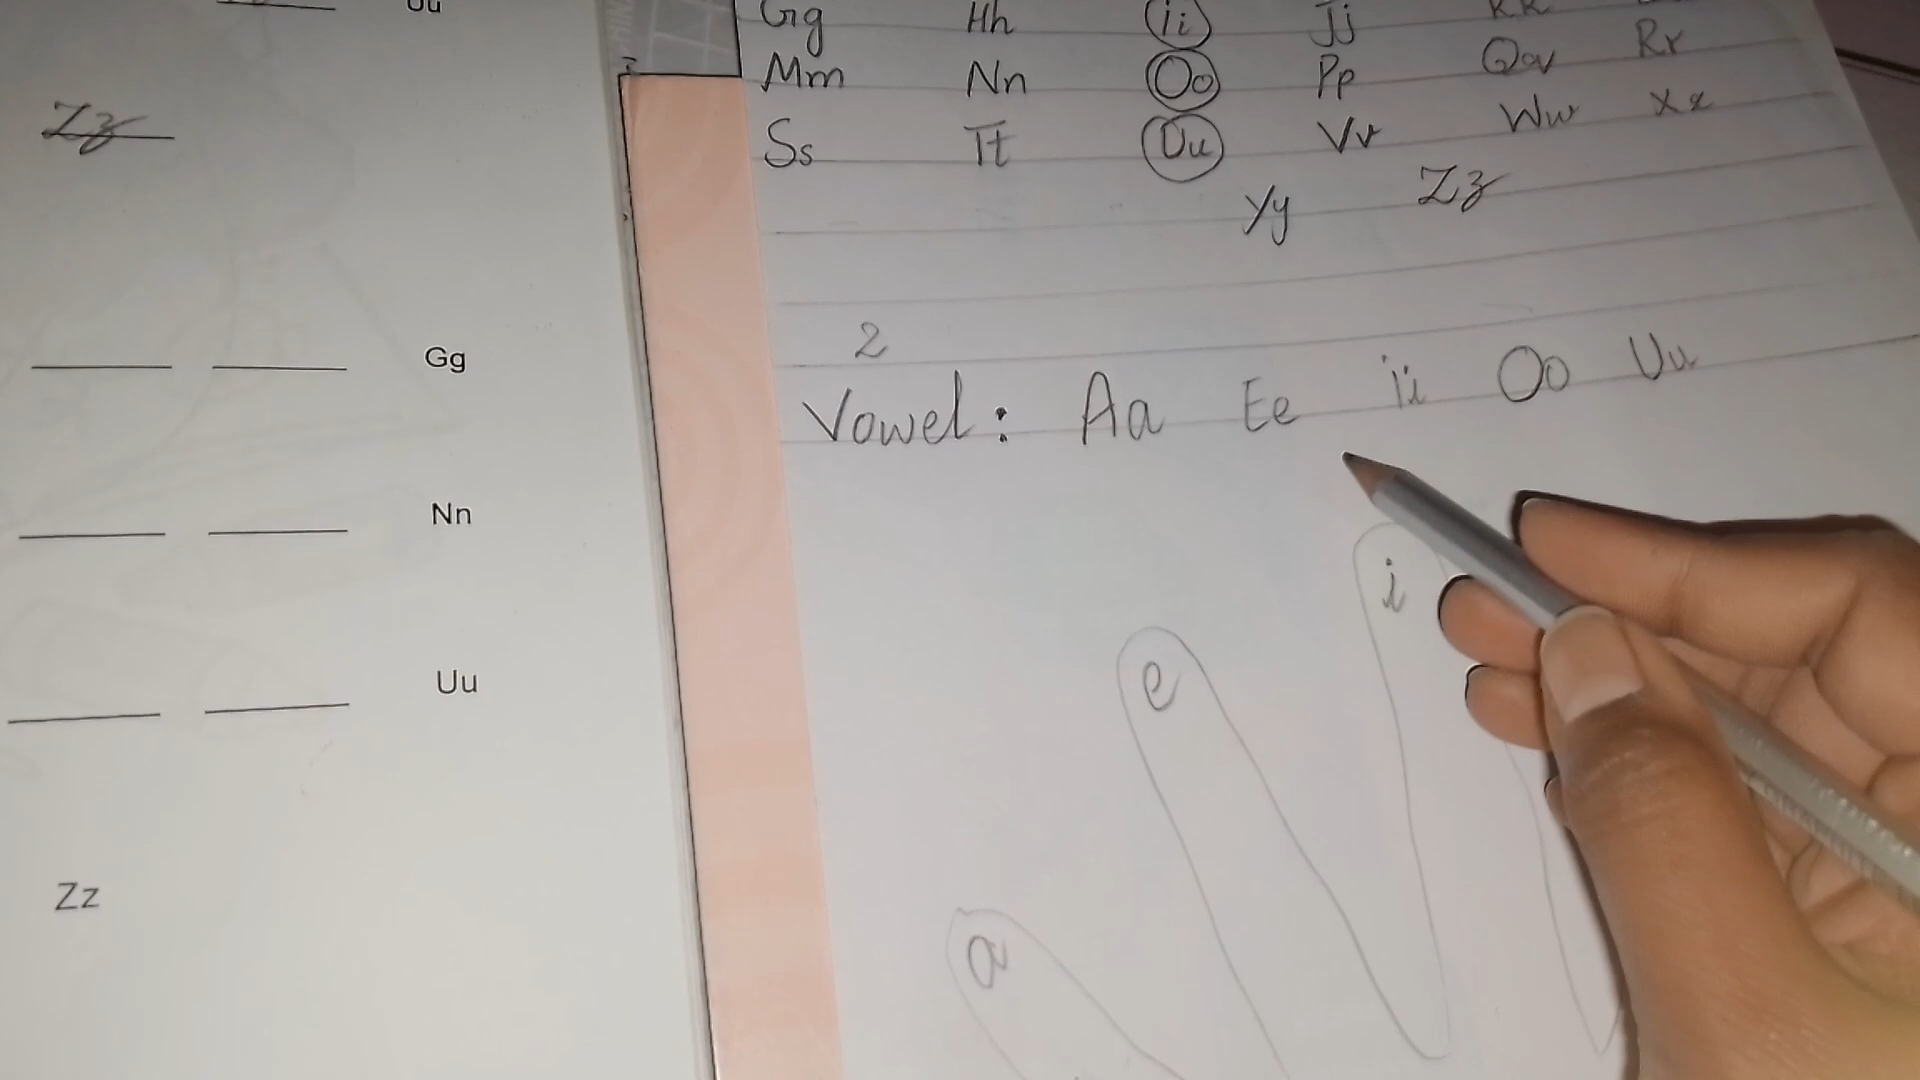 Uu
Zz
Gg
Nn
Uu
Zz
Gg Hh Ii Jj Kk
Mm Nn Oo Pp Qq Rr
Ss Tt Uu Vv Ww Xx
Yy Zz
2
Vowel: Aa Ee ii Oo Uu
i
e
a